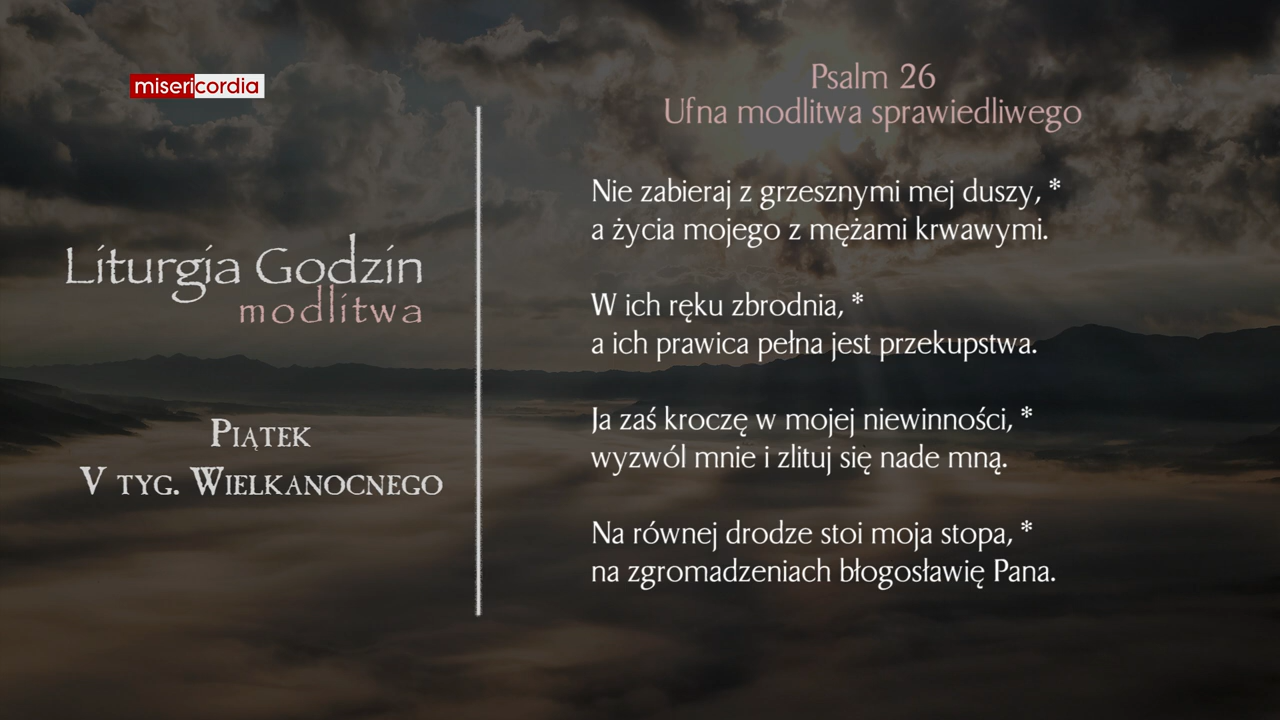 misericordia
Liturgia Godzin
modlitwa
Piątek
V tyg. Wielkanocnego
Psalm 26
Ufna modlitwa sprawiedliwego
Nie zabieraj z grzesznymi mej duszy, *
a życia mojego z mężami krwawymi.
W ich ręku zbrodnia, *
a ich prawica pełna jest przekupstwa.
Ja zaś kroczę w mojej niewinności, *
wyzwól mnie i zlituj się nade mną.
Na równej drodze stoi moja stopa, *
na zgromadzeniach błogosławię Pana.